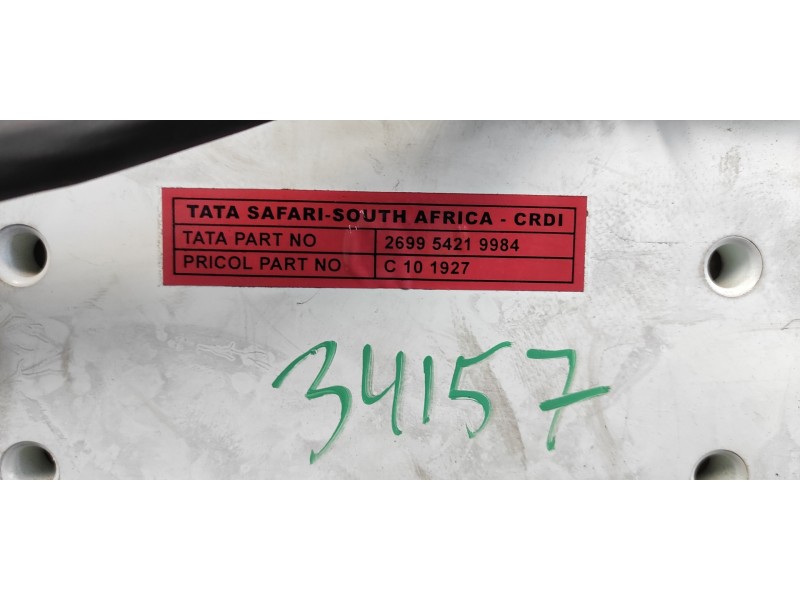 TATA SAFARI-SOUTH AFRICA - CRDI
TATA PART NO 2699 5421 9984
PRICOL PART NO C 10 1927
34157